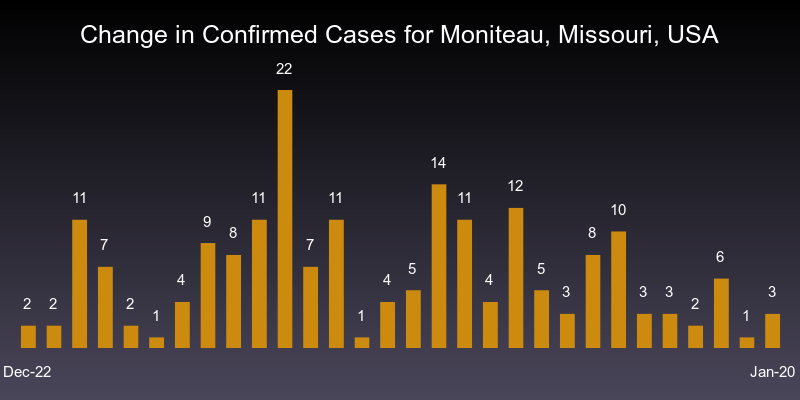 Change in Confirmed Cases for Moniteau, Missouri, USA
2 2 11 7 2 1 4 9 8 11 22 7 11 1 4 5 14 11 4 12 5 3 8 10 3 3 2 6 1 3
Dec-22 Jan-20